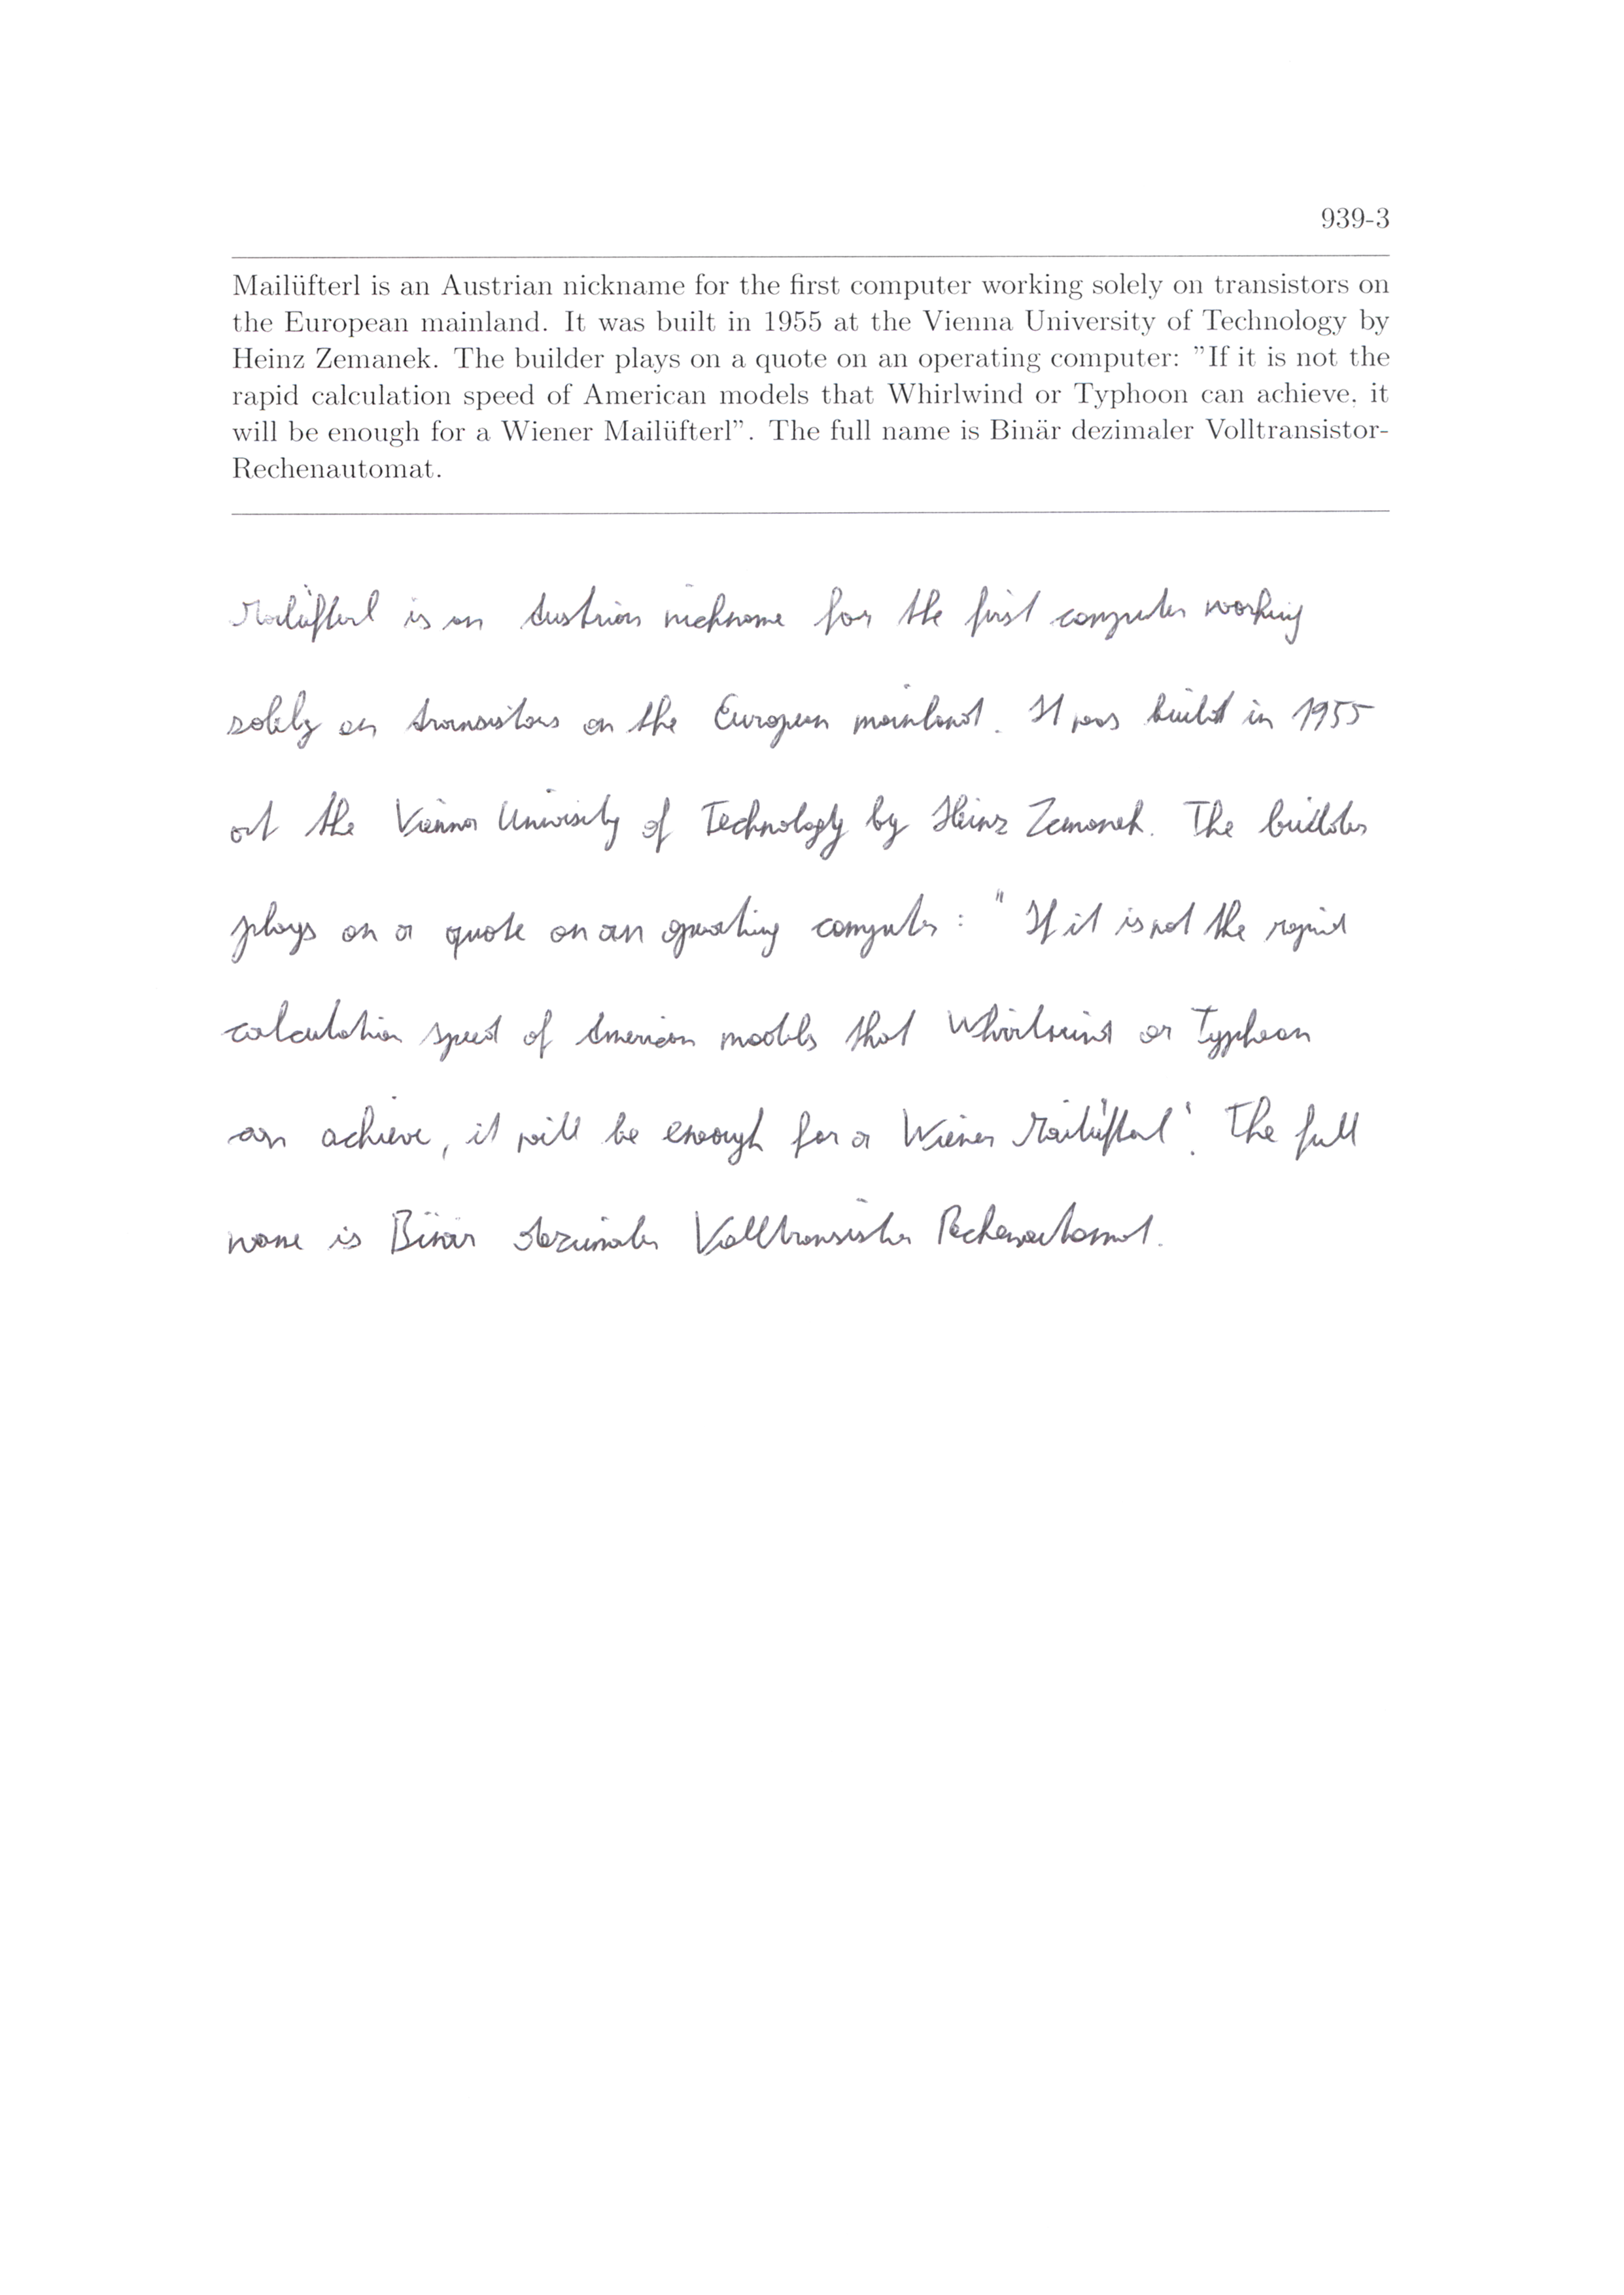 939-3
Mailüfterl is an Austrian nickname for the first computer working solely on transistors on
the European mainland. It was built in 1955 at the Vienna University of Technology by
Heinz Zemanek. The builder plays on a quote on an operating computer: ”If it is not the
rapid calculation speed of American models that Whirlwind or Typhoon can achieve, it
will be enough for a Wiener Mailüfterl”. The full name is Binär dezimaler Volltransistor-
Rechenautomat.
Mailüfterl is an Austrian nickname for the first computer working
solely on transistors on the European mainland. It was built in 1955
at the Vienna University of Technology by Heinz Zemanek. The builder
plays on a quote on an operating computer: "If it is not the rapid
calculation speed of American models that Whirlwind or Typhoon
can achieve, it will be enough for a Wiener Mailüfterl". The full
name is Binär dezimaler Volltransistor Rechenautomat.